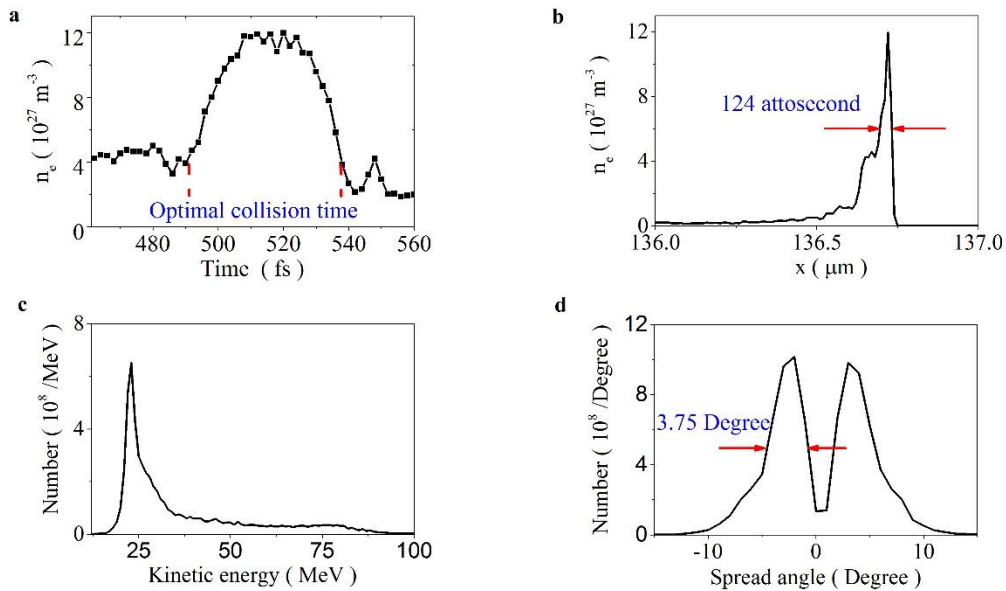 a
n_e ( 10^27 m^-3 )
12
8
4
0
480 500 520 540 560
Time ( fs )
Optimal collision time
b
n_e ( 10^27 m^-3 )
12
8
4
0
136.0 136.5 137.0
x ( μm )
124 attosecond
c
Number ( 10^8 /MeV )
8
4
0
25 50 75 100
Kinetic energy ( MeV )
d
Number ( 10^8 /Degree )
12
8
4
0
-10 0 10
Spread angle ( Degree )
3.75 Degree